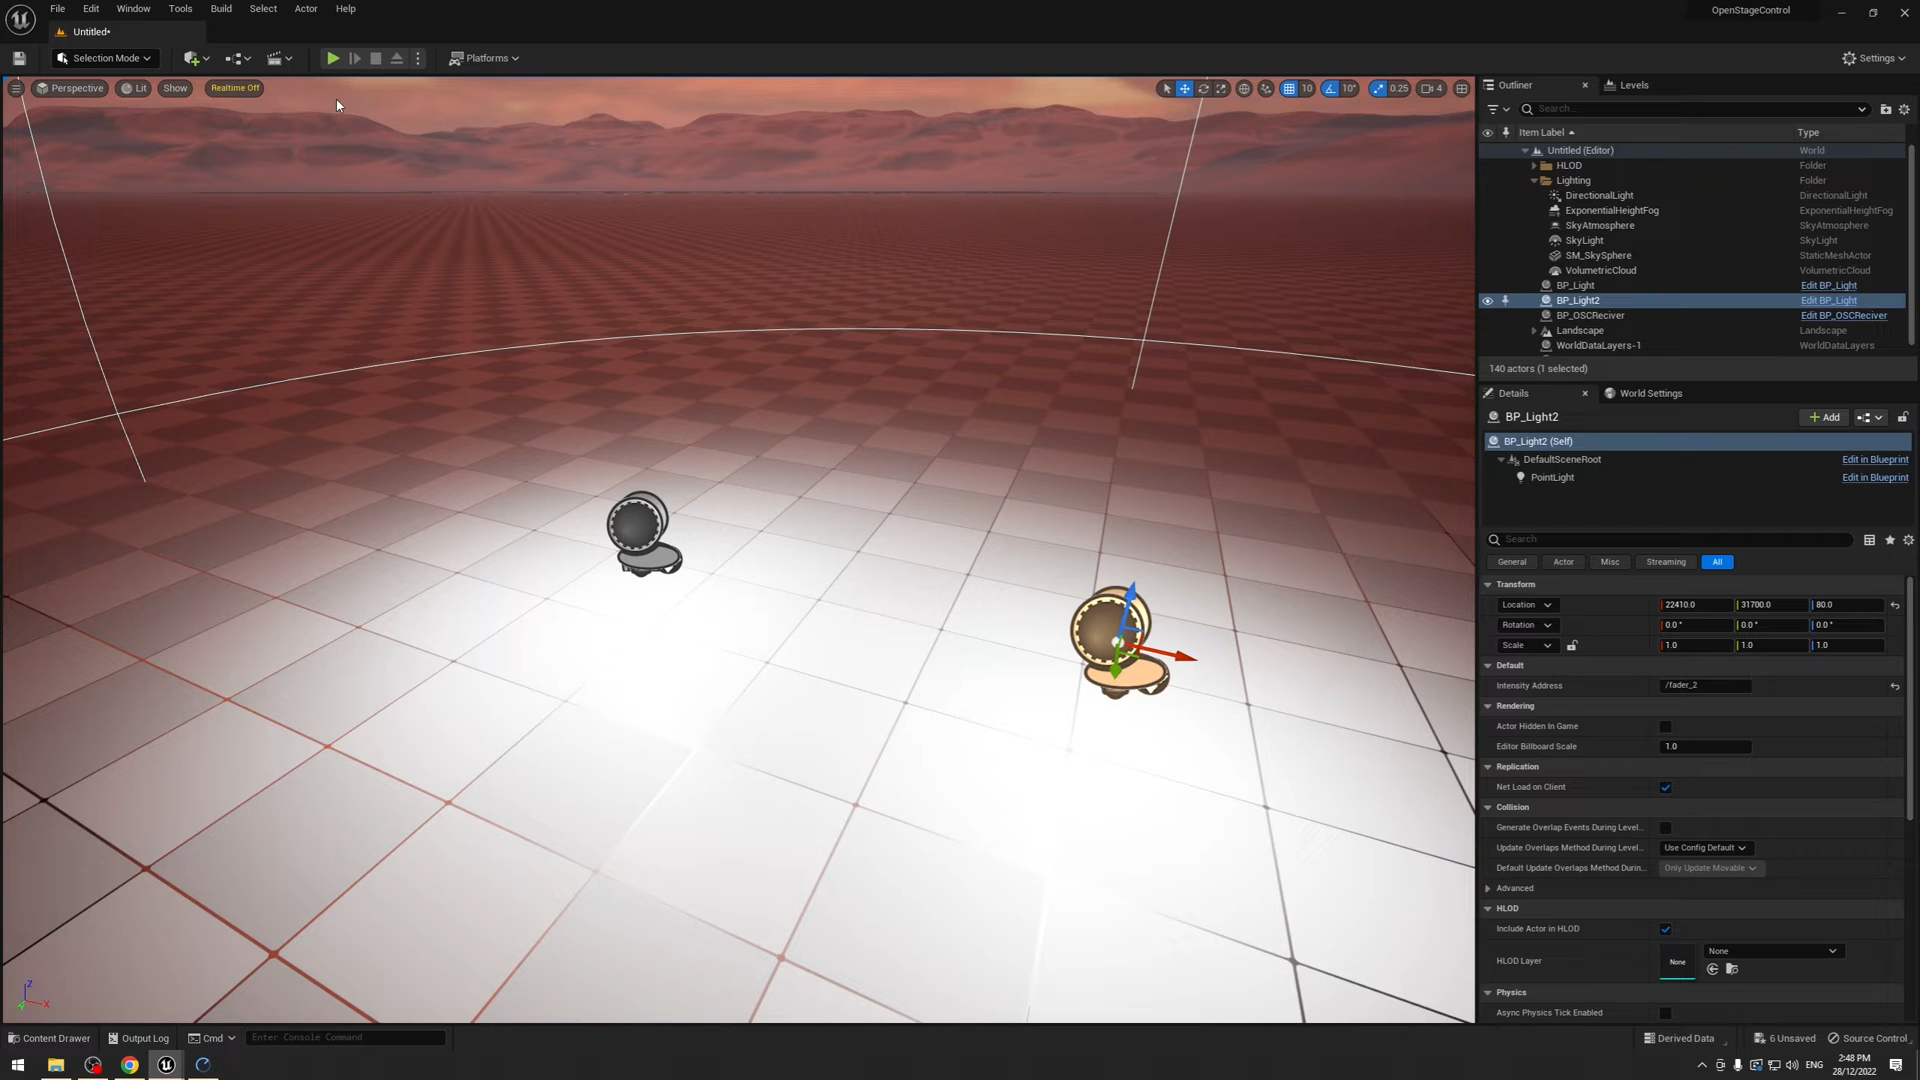 File Edit Window Tools Build Select Actor Help
OpenStageControl
Untitled*
Selection Mode
Platforms
Settings
Perspective Lit Show Realtime Off
10 10° 0.25 4
Outliner Levels
Search...
Item Label Type
Untitled (Editor) World
HLOD Folder
Lighting Folder
DirectionalLight DirectionalLight
ExponentialHeightFog ExponentialHeightFog
SkyAtmosphere SkyAtmosphere
SkyLight SkyLight
SM_SkySphere StaticMeshActor
VolumetricCloud VolumetricCloud
BP_Light Edit BP_Light
BP_Light2 Edit BP_Light
BP_OSCReciver Edit BP_OSCReciver
Landscape Landscape
WorldDataLayers-1 WorldDataLayers
140 actors (1 selected)
Details World Settings
BP_Light2
Add
BP_Light2 (Self)
DefaultSceneRoot Edit in Blueprint
PointLight Edit in Blueprint
Search
General Actor Misc Streaming All
Transform
Location 22410.0 31700.0 80.0
Rotation 0.0 ° 0.0 ° 0.0 °
Scale 1.0 1.0 1.0
Default
Intensity Address /fader_2
Rendering
Actor Hidden In Game
Editor Billboard Scale 1.0
Replication
Net Load on Client
Collision
Generate Overlap Events During Level...
Update Overlaps Method During Level... Use Config Default
Default Update Overlaps Method Durin... Only Update Movable
Advanced
HLOD
Include Actor in HLOD
HLOD Layer None None
Physics
Async Physics Tick Enabled
Z
X
Content Drawer Output Log Cmd Enter Console Command
Derived Data 6 Unsaved Source Control
ENG 2:48 PM
28/12/2022